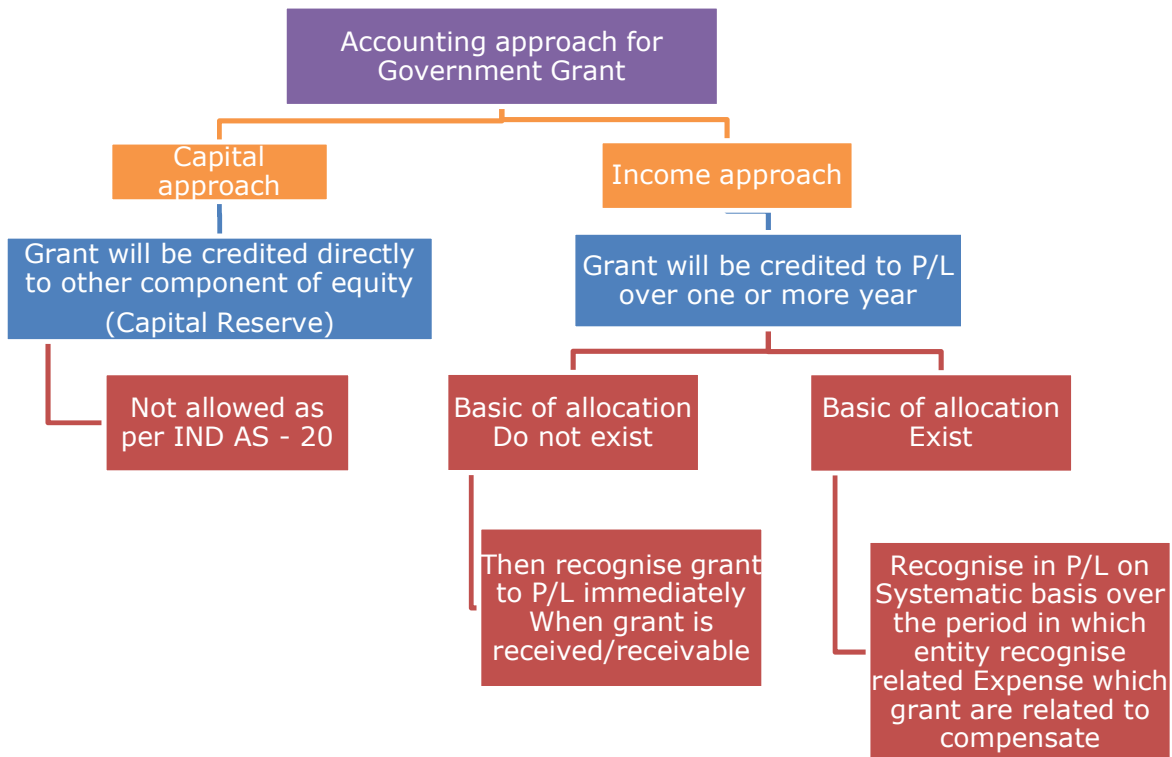 Accounting approach for
Government Grant
Capital
approach
Income approach
Grant will be credited directly
to other component of equity
(Capital Reserve)
Grant will be credited to P/L
over one or more year
Not allowed as
per IND AS - 20
Basic of allocation
Do not exist
Basic of allocation
Exist
Then recognise grant
to P/L immediately
When grant is
received/receivable
Recognise in P/L on
Systematic basis over
the period in which
entity recognise
related Expense which
grant are related to
compensate